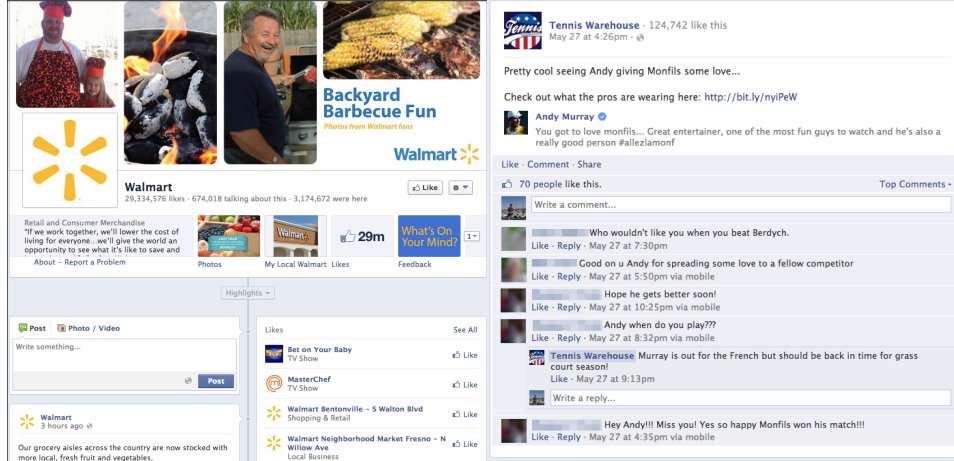 Backyard
Barbecue Fun
Photos from Walmart fans
Walmart
Walmart
29,334,576 likes · 674,018 talking about this · 3,174,672 were here
Like
Retail and Consumer Merchandise
"If we work together, we'll lower the cost of
living for everyone...we'll give the world an
opportunity to see what it's like to save and
About – Report a Problem
Photos
Walmart
My Local Walmart
29m
Likes
What's On
Your Mind?
Feedback
1
Highlights
Post
Photo / Video
Write something...
Post
Walmart
3 hours ago
Our grocery aisles across the country are now stocked with
more local, fresh fruit and vegetables.
Likes
See All
Bet on Your Baby
TV Show
Like
MasterChef
TV Show
Like
Walmart Bentonville – S Walton Blvd
Shopping & Retail
Like
Walmart Neighborhood Market Fresno – N
Willow Ave
Local Business
Like
Tennis
Tennis Warehouse · 124,742 like this
May 27 at 4:26pm ·
Pretty cool seeing Andy giving Monfils some love...
Check out what the pros are wearing here: http://bit.ly/nyiPeW
Andy Murray
You got to love monfils... Great entertainer, one of the most fun guys to watch and he's also a
really good person #allezlamonf
Like · Comment · Share
70 people like this.
Top Comments
Write a comment...
Who wouldn't like you when you beat Berdych.
Like · Reply · May 27 at 7:30pm
Good on u Andy for spreading some love to a fellow competitor
Like · Reply · May 27 at 5:50pm via mobile
Hope he gets better soon!
Like · Reply · May 27 at 10:25pm via mobile
Andy when do you play???
Like · Reply · May 27 at 8:32pm via mobile
Tennis Warehouse Murray is out for the French but should be back in time for grass
court season!
Like · May 27 at 9:13pm
Write a reply...
Hey Andy!!! Miss you! Yes so happy Monfils won his match!!!
Like · Reply · May 27 at 4:35pm via mobile